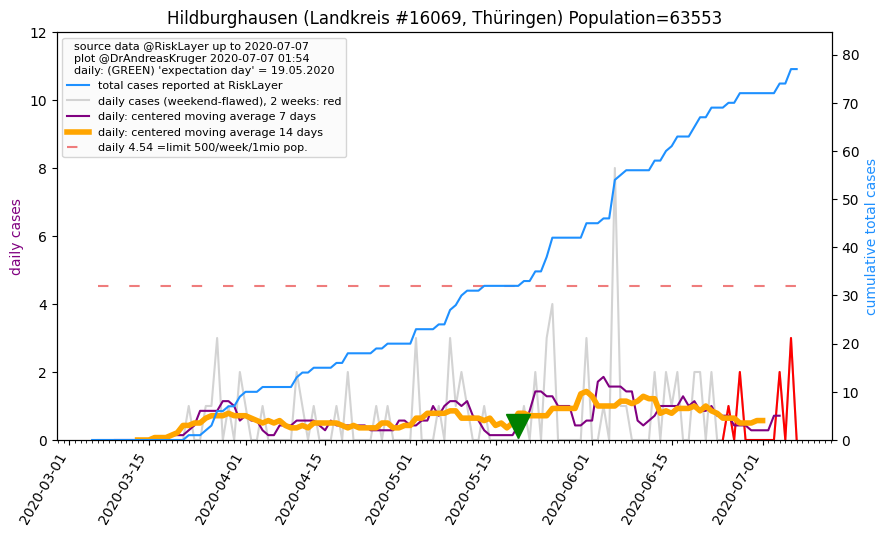 Hildburghausen (Landkreis #16069, Thüringen) Population=63553
source data @RiskLayer up to 2020-07-07
plot @DrAndreasKruger 2020-07-07 01:54
daily: (GREEN) 'expectation day' = 19.05.2020
total cases reported at RiskLayer
daily cases (weekend-flawed), 2 weeks: red
daily: centered moving average 7 days
daily: centered moving average 14 days
daily 4.54 =limit 500/week/1mio pop.
daily cases
12
10
8
6
4
2
0
cumulative total cases
80
70
60
50
40
30
20
10
0
2020-03-01
2020-03-15
2020-04-01
2020-04-15
2020-05-01
2020-05-15
2020-06-01
2020-06-15
2020-07-01